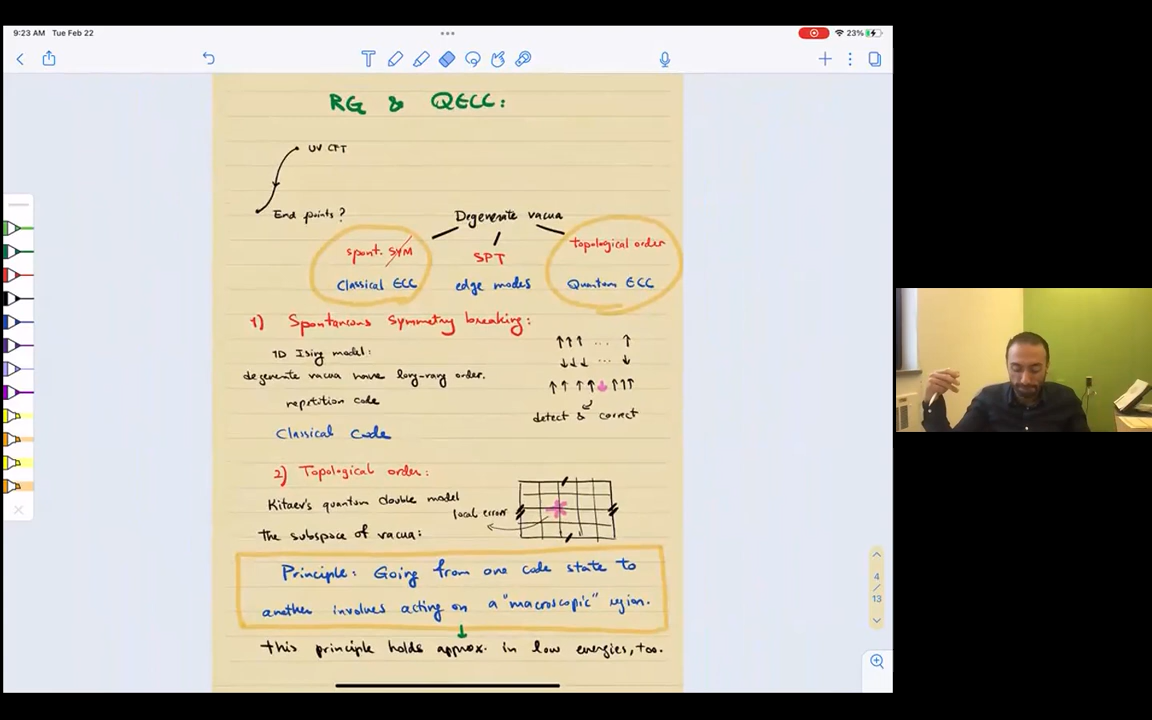 9:23 AM Tue Feb 22
23%
RG & QECC:
UV CFT
End points?
Degenerate vacua
spont. SYM
SPT
topological order
Classical ECC
edge modes
Quantum ECC
1) Spontaneous symmetry breaking:
1D Ising model:
↑↑↑ ... ↑
↓↓↓ ... ↓
degenerate vacua have long-rang order.
↑↑ ↑↑↓↑↑↑
repetition code
detect & correct
Classical Code
2) Topological order:
Kitaev's quantum double model
local errors
the subspace of vacua:
Principle: Going from one code state to
another involves acting on a "macroscopic" region.
this principle holds approx. in low energies, too.
4
/
13